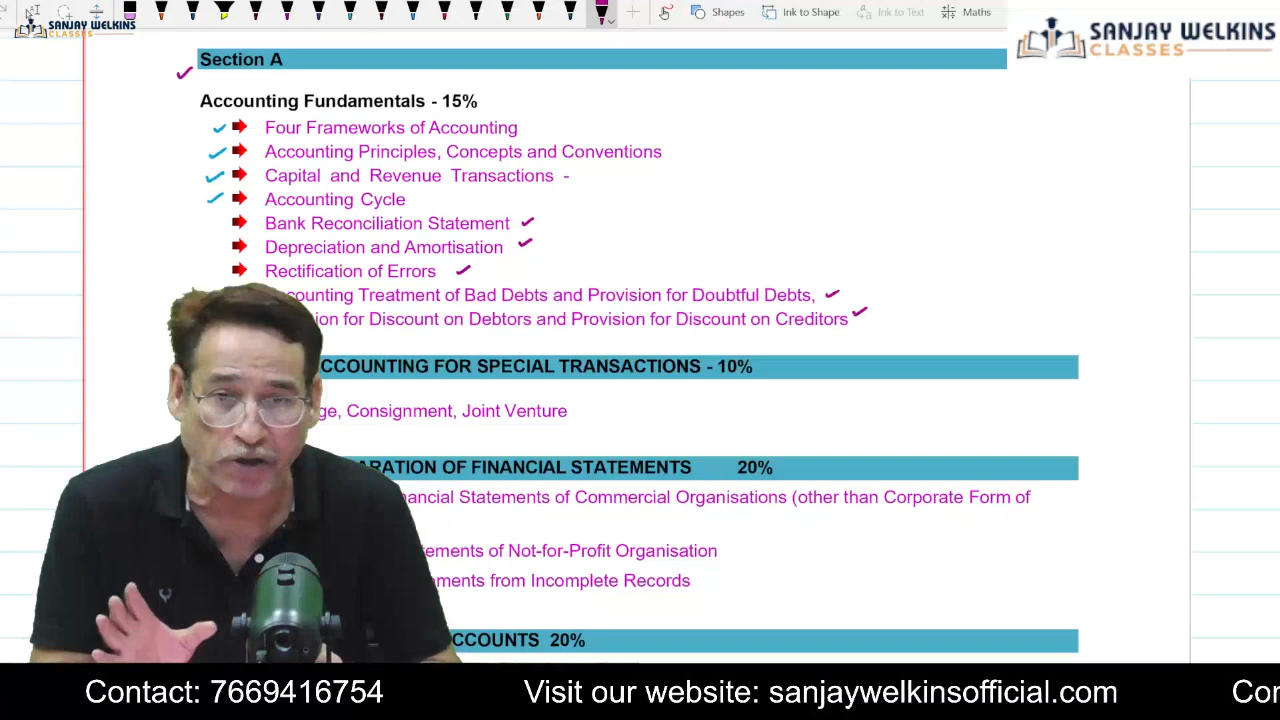 Shapes Ink to Shape Ink to Text Maths
SANJAY WELKINS
CLASSES
SANJAY WELKINS
CLASSES
Section A
Accounting Fundamentals - 15%
Four Frameworks of Accounting
Accounting Principles, Concepts and Conventions
Capital and Revenue Transactions -
Accounting Cycle
Bank Reconciliation Statement
Depreciation and Amortisation
Rectification of Errors
counting Treatment of Bad Debts and Provision for Doubtful Debts,
ion for Discount on Debtors and Provision for Discount on Creditors
CCOUNTING FOR SPECIAL TRANSACTIONS - 10%
ge, Consignment, Joint Venture
ARATION OF FINANCIAL STATEMENTS 20%
nancial Statements of Commercial Organisations (other than Corporate Form of
tements of Not-for-Profit Organisation
ments from Incomplete Records
CCOUNTS 20%
Contact: 7669416754 Visit our website: sanjaywelkinsofficial.com Cor